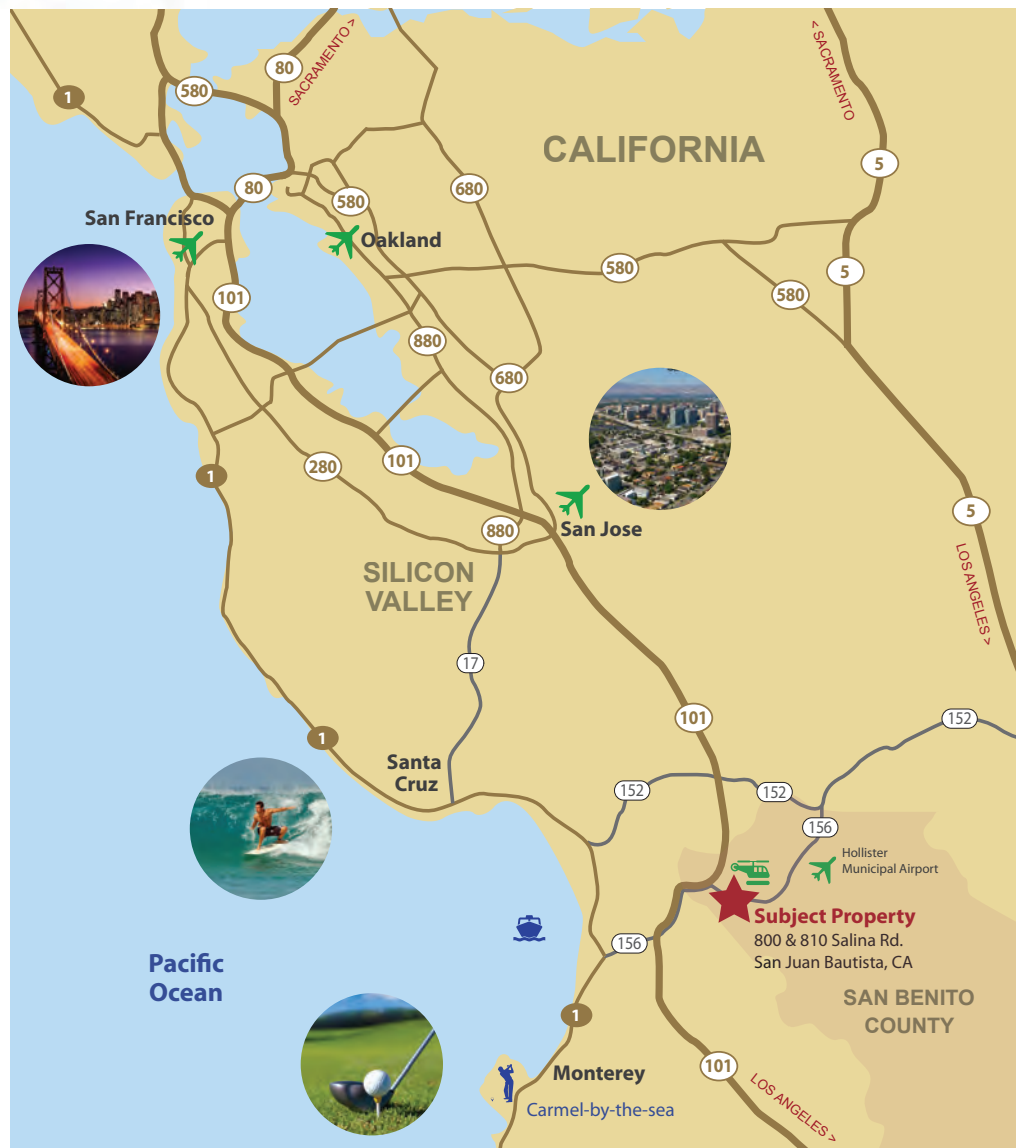 SACRAMENTO >
< SACRAMENTO
80
580
1
CALIFORNIA
5
680
80
580
San Francisco
Oakland
580
5
580
101
880
680
280
101
1
5
San Jose
880
LOS ANGELES >
SILICON
VALLEY
17
101
152
1
Santa
Cruz
152
152
156
Hollister
Municipal Airport
Subject Property
800 & 810 Salina Rd.
San Juan Bautista, CA
156
Pacific
Ocean
SAN BENITO
COUNTY
1
Monterey
101
Carmel-by-the-sea
LOS ANGELES >